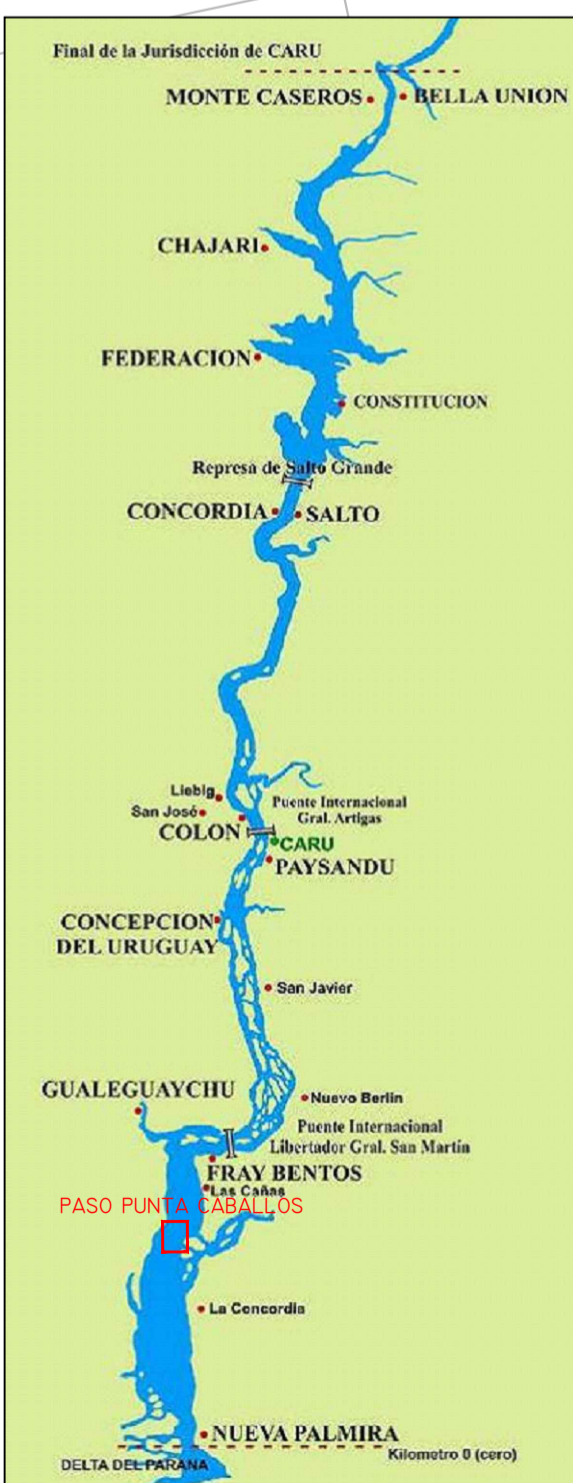 Final de la Jurisdicción de CARU
MONTE CASEROS
BELLA UNION
CHAJARI
FEDERACION
CONSTITUCION
Represa de Salto Grande
CONCORDIA
SALTO
Liebig
San José
Puente Internacional
Gral. Artigas
COLON
CARU
PAYSANDU
CONCEPCION
DEL URUGUAY
San Javier
GUALEGUAYCHU
Nuevo Berlin
Puente Internacional
Libertador Gral. San Martín
FRAY BENTOS
Las Cañas
PASO PUNTA CABALLOS
La Concordia
NUEVA PALMIRA
Kilometro 0 (cero)
DELTA DEL PARANA